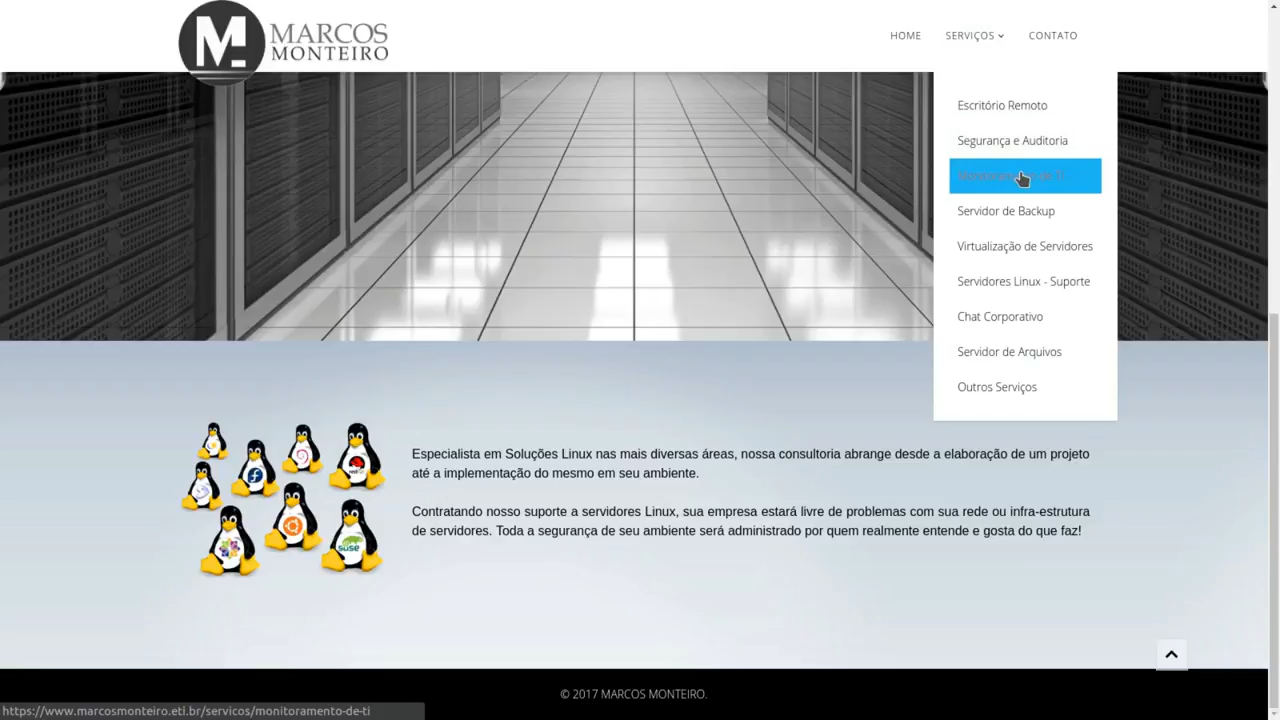 MARCOS
MONTEIRO
HOME
SERVIÇOS
CONTATO
Escritório Remoto
Segurança e Auditoria
Monitoramento de TI
Servidor de Backup
Virtualização de Servidores
Servidores Linux - Suporte
Chat Corporativo
Servidor de Arquivos
Outros Serviços
Especialista em Soluções Linux nas mais diversas áreas, nossa consultoria abrange desde a elaboração de um projeto
até a implementação do mesmo em seu ambiente.
Contratando nosso suporte a servidores Linux, sua empresa estará livre de problemas com sua rede ou infra-estrutura
de servidores. Toda a segurança de seu ambiente será administrado por quem realmente entende e gosta do que faz!
© 2017 MARCOS MONTEIRO.
https://www.marcosmonteiro.eti.br/servicos/monitoramento-de-ti